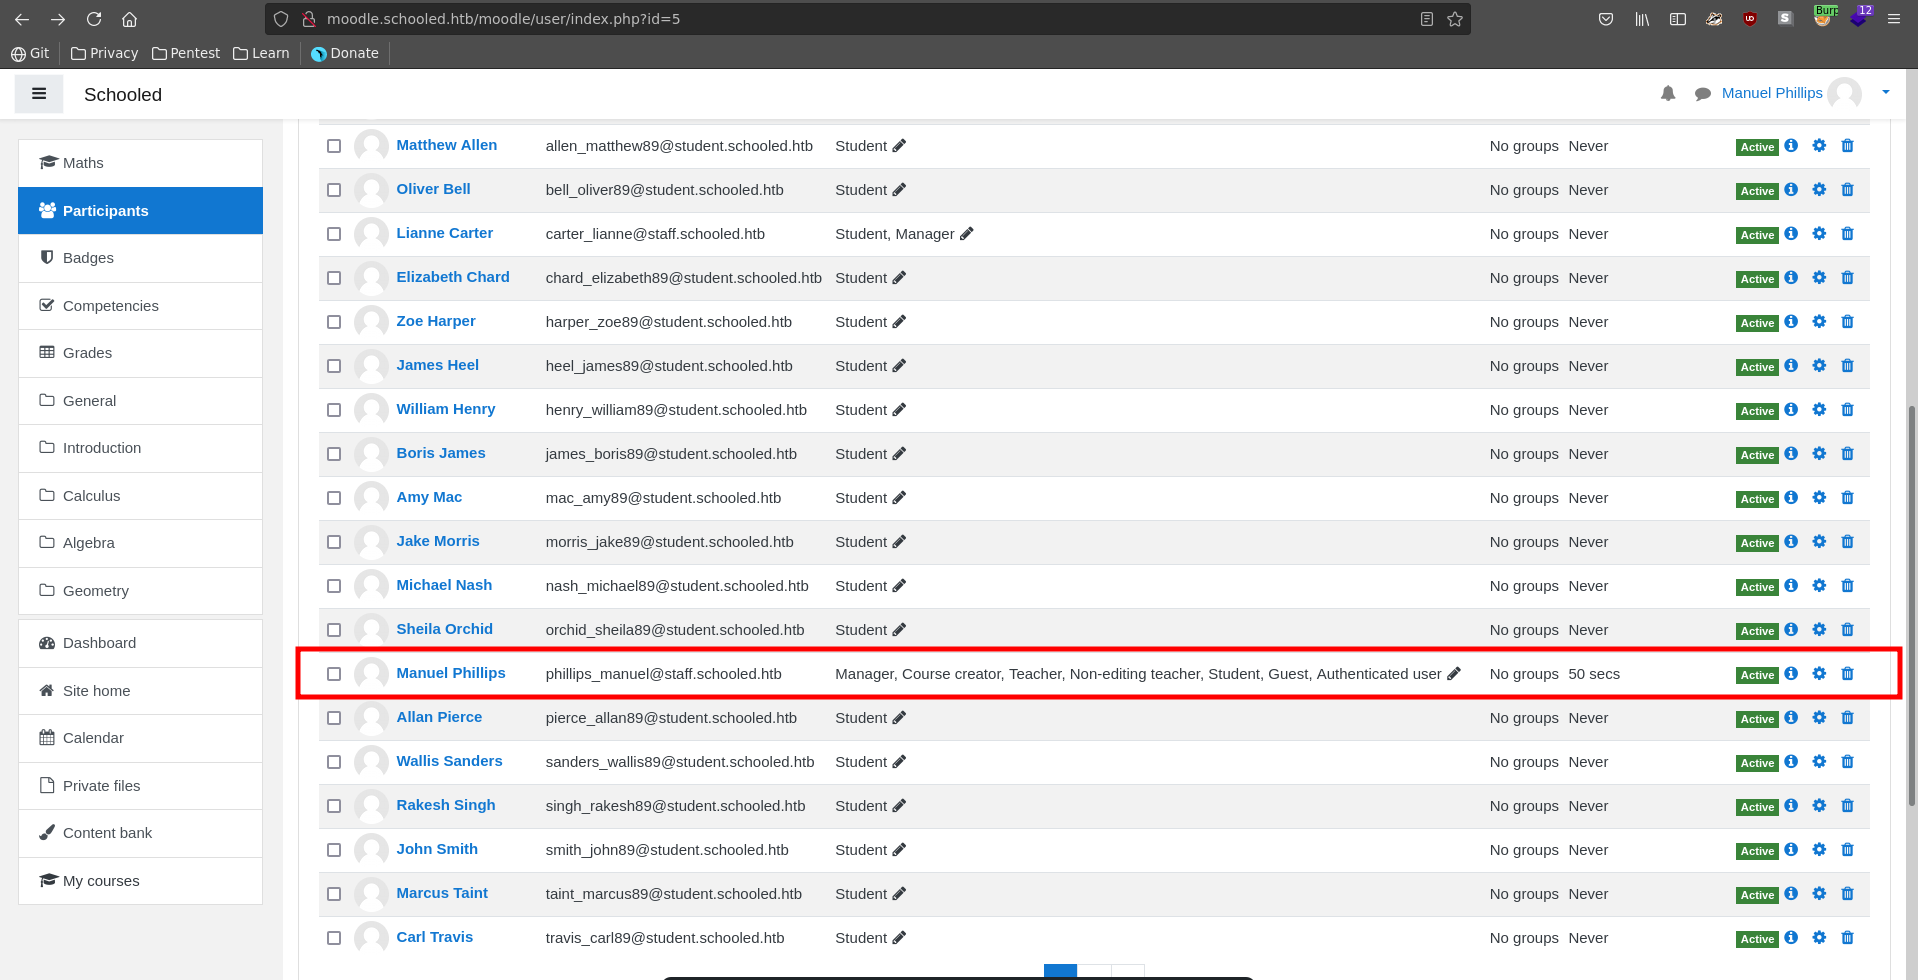 moodle.schooled.htb/moodle/user/index.php?id=5
Burp
12
Git Privacy Pentest Learn Donate
Schooled
Manuel Phillips
Maths
Participants
Badges
Competencies
Grades
General
Introduction
Calculus
Algebra
Geometry
Dashboard
Site home
Calendar
Private files
Content bank
My courses
Matthew Allen allen_matthew89@student.schooled.htb Student No groups Never Active
Oliver Bell bell_oliver89@student.schooled.htb Student No groups Never Active
Lianne Carter carter_lianne@staff.schooled.htb Student, Manager No groups Never Active
Elizabeth Chard chard_elizabeth89@student.schooled.htb Student No groups Never Active
Zoe Harper harper_zoe89@student.schooled.htb Student No groups Never Active
James Heel heel_james89@student.schooled.htb Student No groups Never Active
William Henry henry_william89@student.schooled.htb Student No groups Never Active
Boris James james_boris89@student.schooled.htb Student No groups Never Active
Amy Mac mac_amy89@student.schooled.htb Student No groups Never Active
Jake Morris morris_jake89@student.schooled.htb Student No groups Never Active
Michael Nash nash_michael89@student.schooled.htb Student No groups Never Active
Sheila Orchid orchid_sheila89@student.schooled.htb Student No groups Never Active
Manuel Phillips phillips_manuel@staff.schooled.htb Manager, Course creator, Teacher, Non-editing teacher, Student, Guest, Authenticated user No groups 50 secs Active
Allan Pierce pierce_allan89@student.schooled.htb Student No groups Never Active
Wallis Sanders sanders_wallis89@student.schooled.htb Student No groups Never Active
Rakesh Singh singh_rakesh89@student.schooled.htb Student No groups Never Active
John Smith smith_john89@student.schooled.htb Student No groups Never Active
Marcus Taint taint_marcus89@student.schooled.htb Student No groups Never Active
Carl Travis travis_carl89@student.schooled.htb Student No groups Never Active